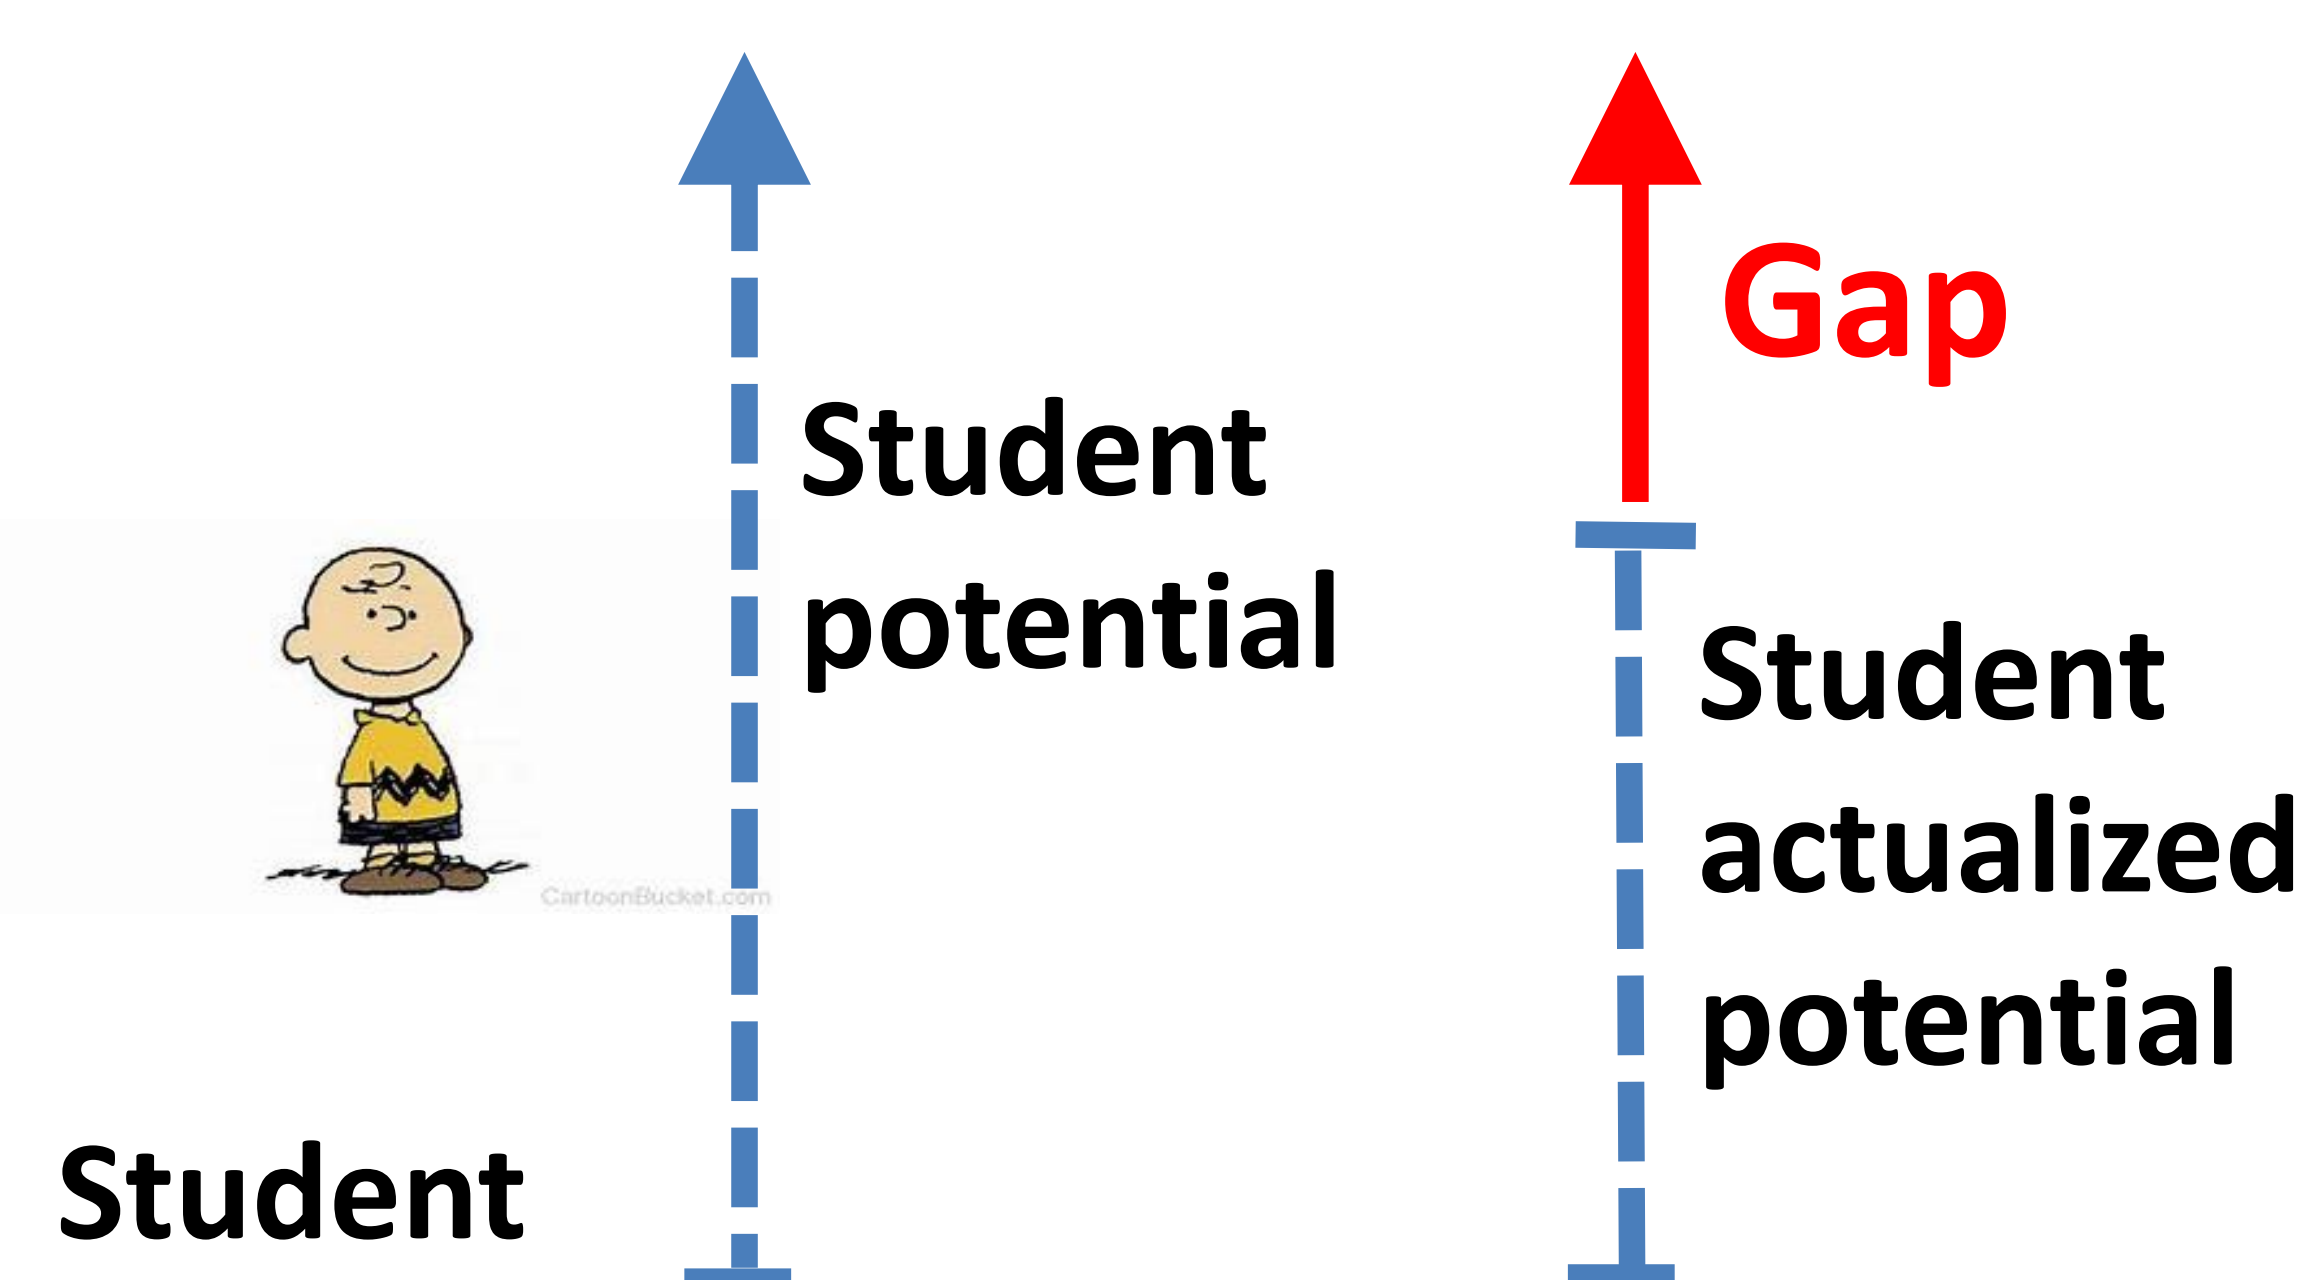 Student
potential
Gap
Student
actualized
potential
CartoonBucket.com
Student